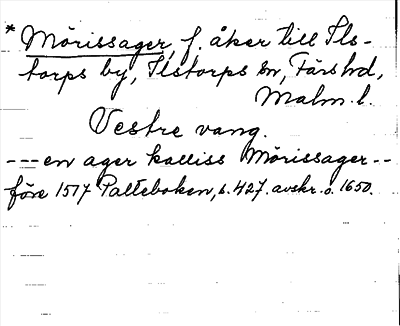 * Mörissager, f. åker till Ils-
torps by, Ilstorps sn, Färs hd,
Malm. l.
Vestre vang.
--- en ager kalliss Mörissager --
före 1517 Palteboken, s. 427. avskr. o. 1650.